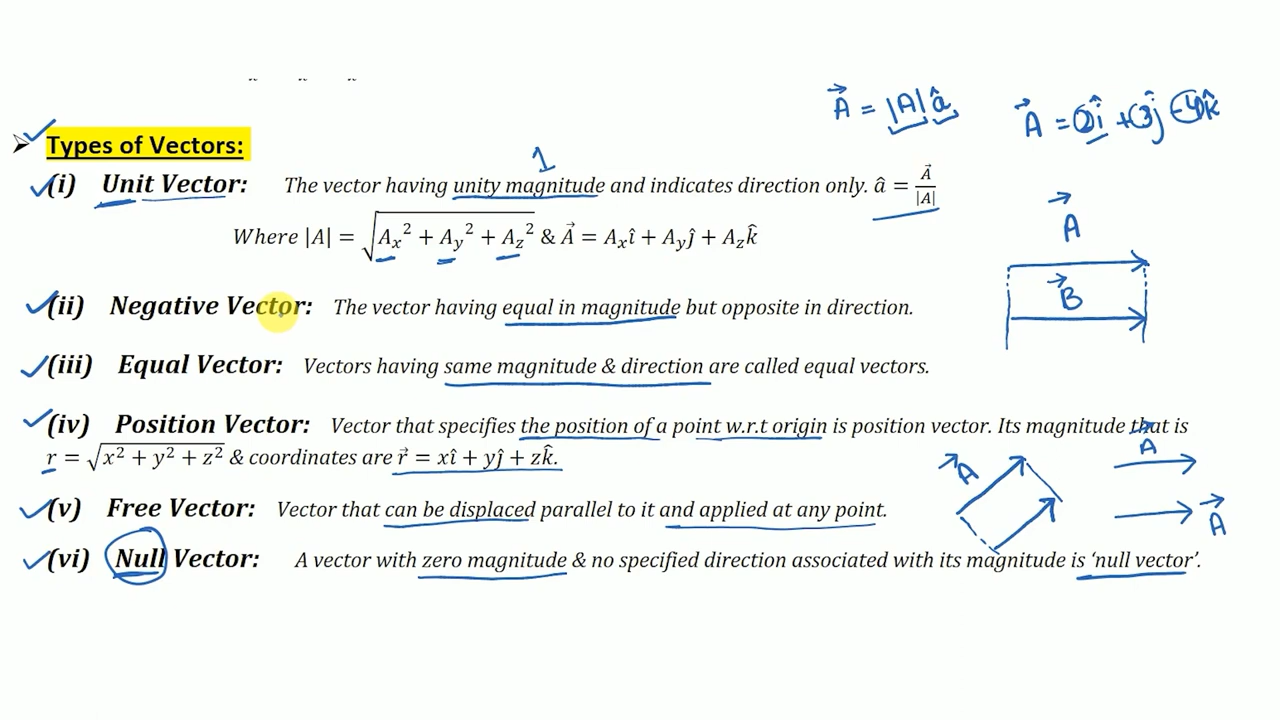 A⃗ = |A| â
A⃗ = 2î + 3ĵ - 4k̂
➢ Types of Vectors:
1
(i) Unit Vector: The vector having unity magnitude and indicates direction only. â = A⃗/|A|
Where |A| = √(Aₓ² + Aᵧ² + A_z²) & A⃗ = Aₓî + Aᵧĵ + A_zk̂
A⃗
B⃗
(ii) Negative Vector: The vector having equal in magnitude but opposite in direction.
(iii) Equal Vector: Vectors having same magnitude & direction are called equal vectors.
(iv) Position Vector: Vector that specifies the position of a point w.r.t origin is position vector. Its magnitude that is
r = √(x² + y² + z²) & coordinates are r⃗ = xî + yĵ + zk̂.
A⃗
A⃗
(v) Free Vector: Vector that can be displaced parallel to it and applied at any point.
A⃗
(vi) Null Vector: A vector with zero magnitude & no specified direction associated with its magnitude is ‘null vector’.